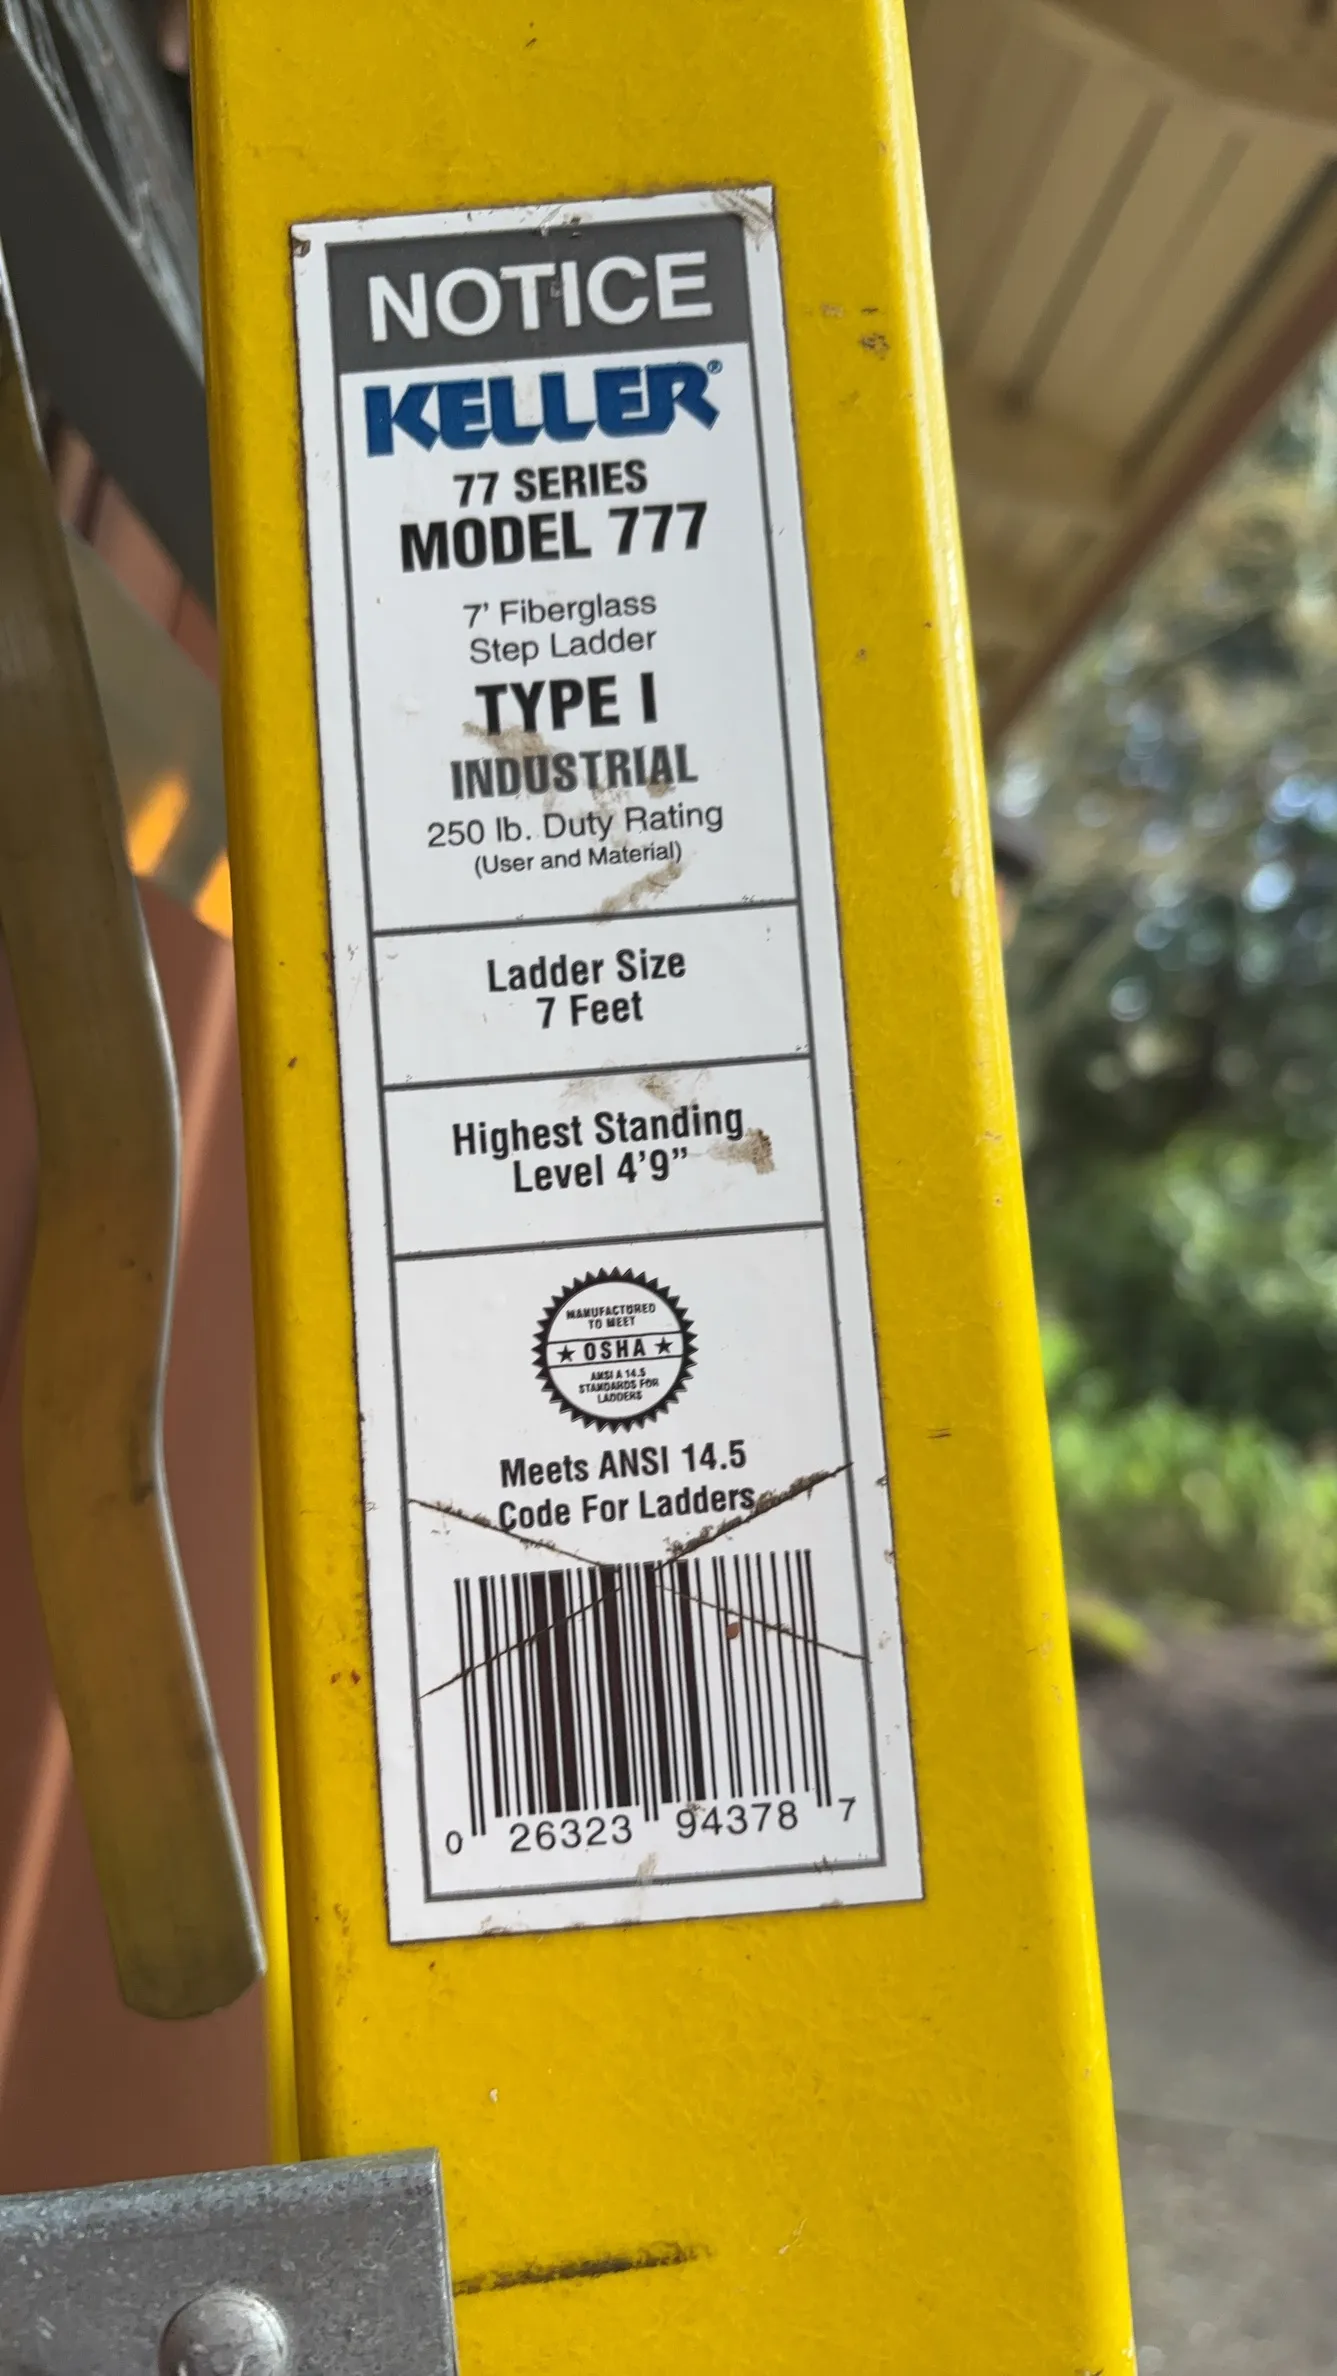 NOTICE
KELLER®
77 SERIES
MODEL 777
7' Fiberglass
Step Ladder
TYPE I
INDUSTRIAL
250 lb. Duty Rating
(User and Material)
Ladder Size
7 Feet
Highest Standing
Level 4'9"
MANUFACTURED
TO MEET
★ OSHA ★
ANSI A 14.5
STANDARDS FOR
LADDERS
Meets ANSI 14.5
Code For Ladders
0 26323 94378 7